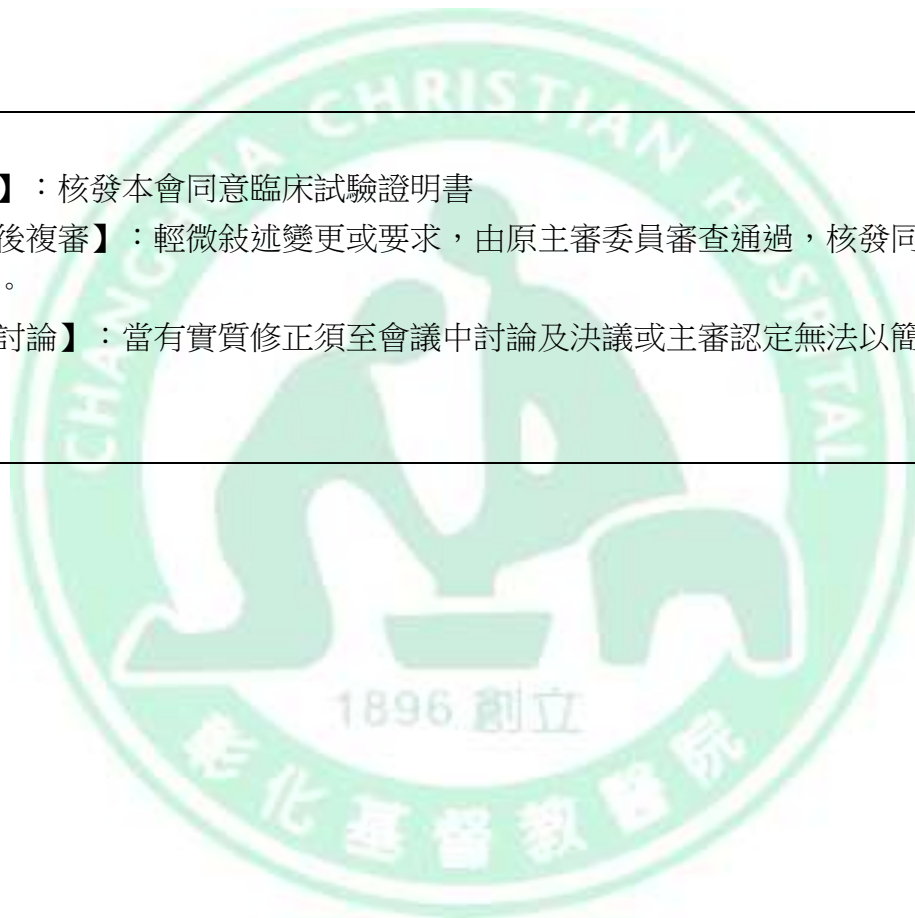 CHANGHUA CHRISTIAN HOSPITAL
】：核發本會同意臨床試驗證明書
後複審】：輕微敍述變更或要求，由原主審委員審查通過，核發同
。
討論】：當有實質修正須至會議中討論及決議或主審認定無法以簡
1896 創立
彰化基督教醫院